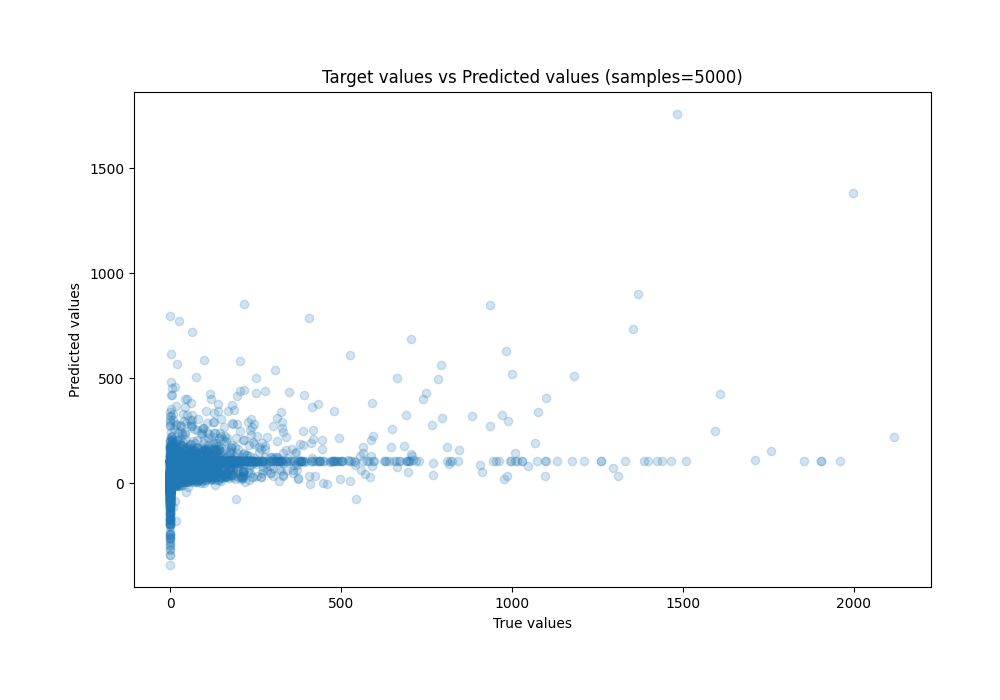 Target values vs Predicted values (samples=5000)
1500
1000
500
0
Predicted values
0 500 1000 1500 2000
True values